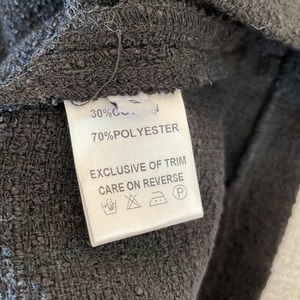 30%
70%POLYESTER
EXCLUSIVE OF TRIM
CARE ON REVERSE